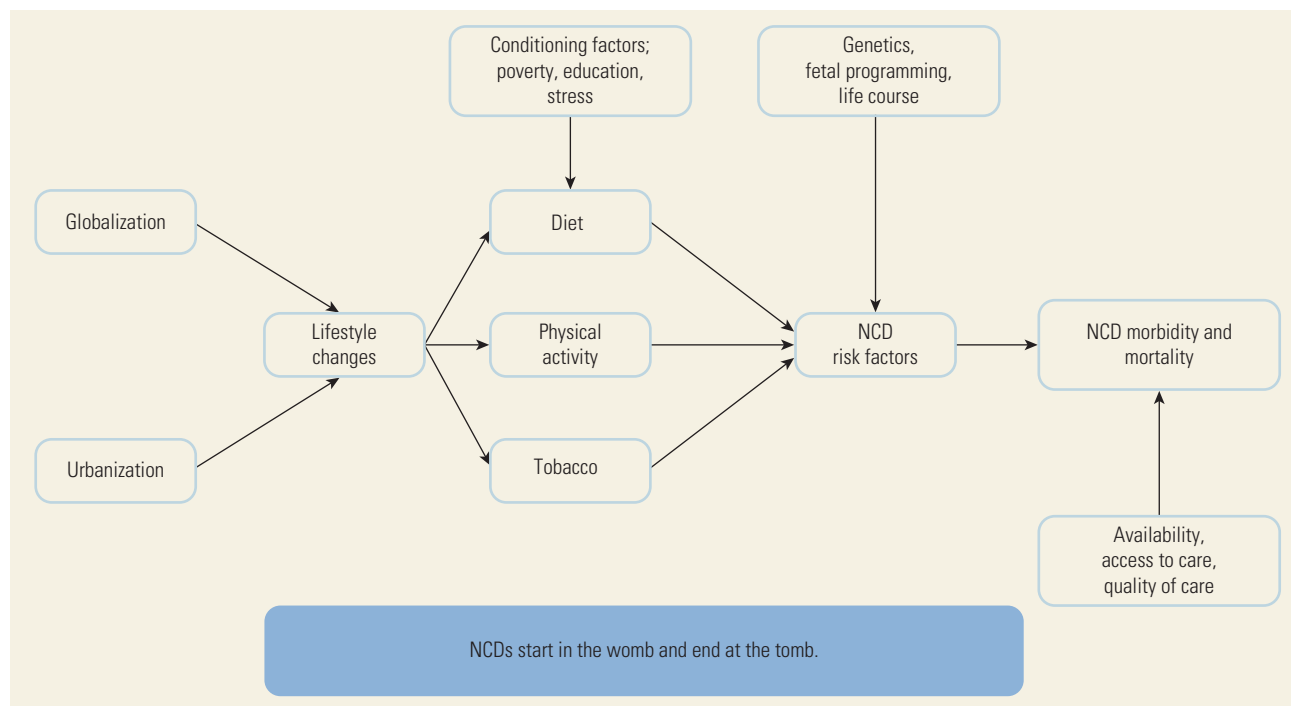 Conditioning factors;
poverty, education,
stress
Genetics,
fetal programming,
life course
Globalization
Diet
Lifestyle
changes
Physical
activity
NCD
risk factors
NCD morbidity and
mortality
Urbanization
Tobacco
Availability,
access to care,
quality of care
NCDs start in the womb and end at the tomb.